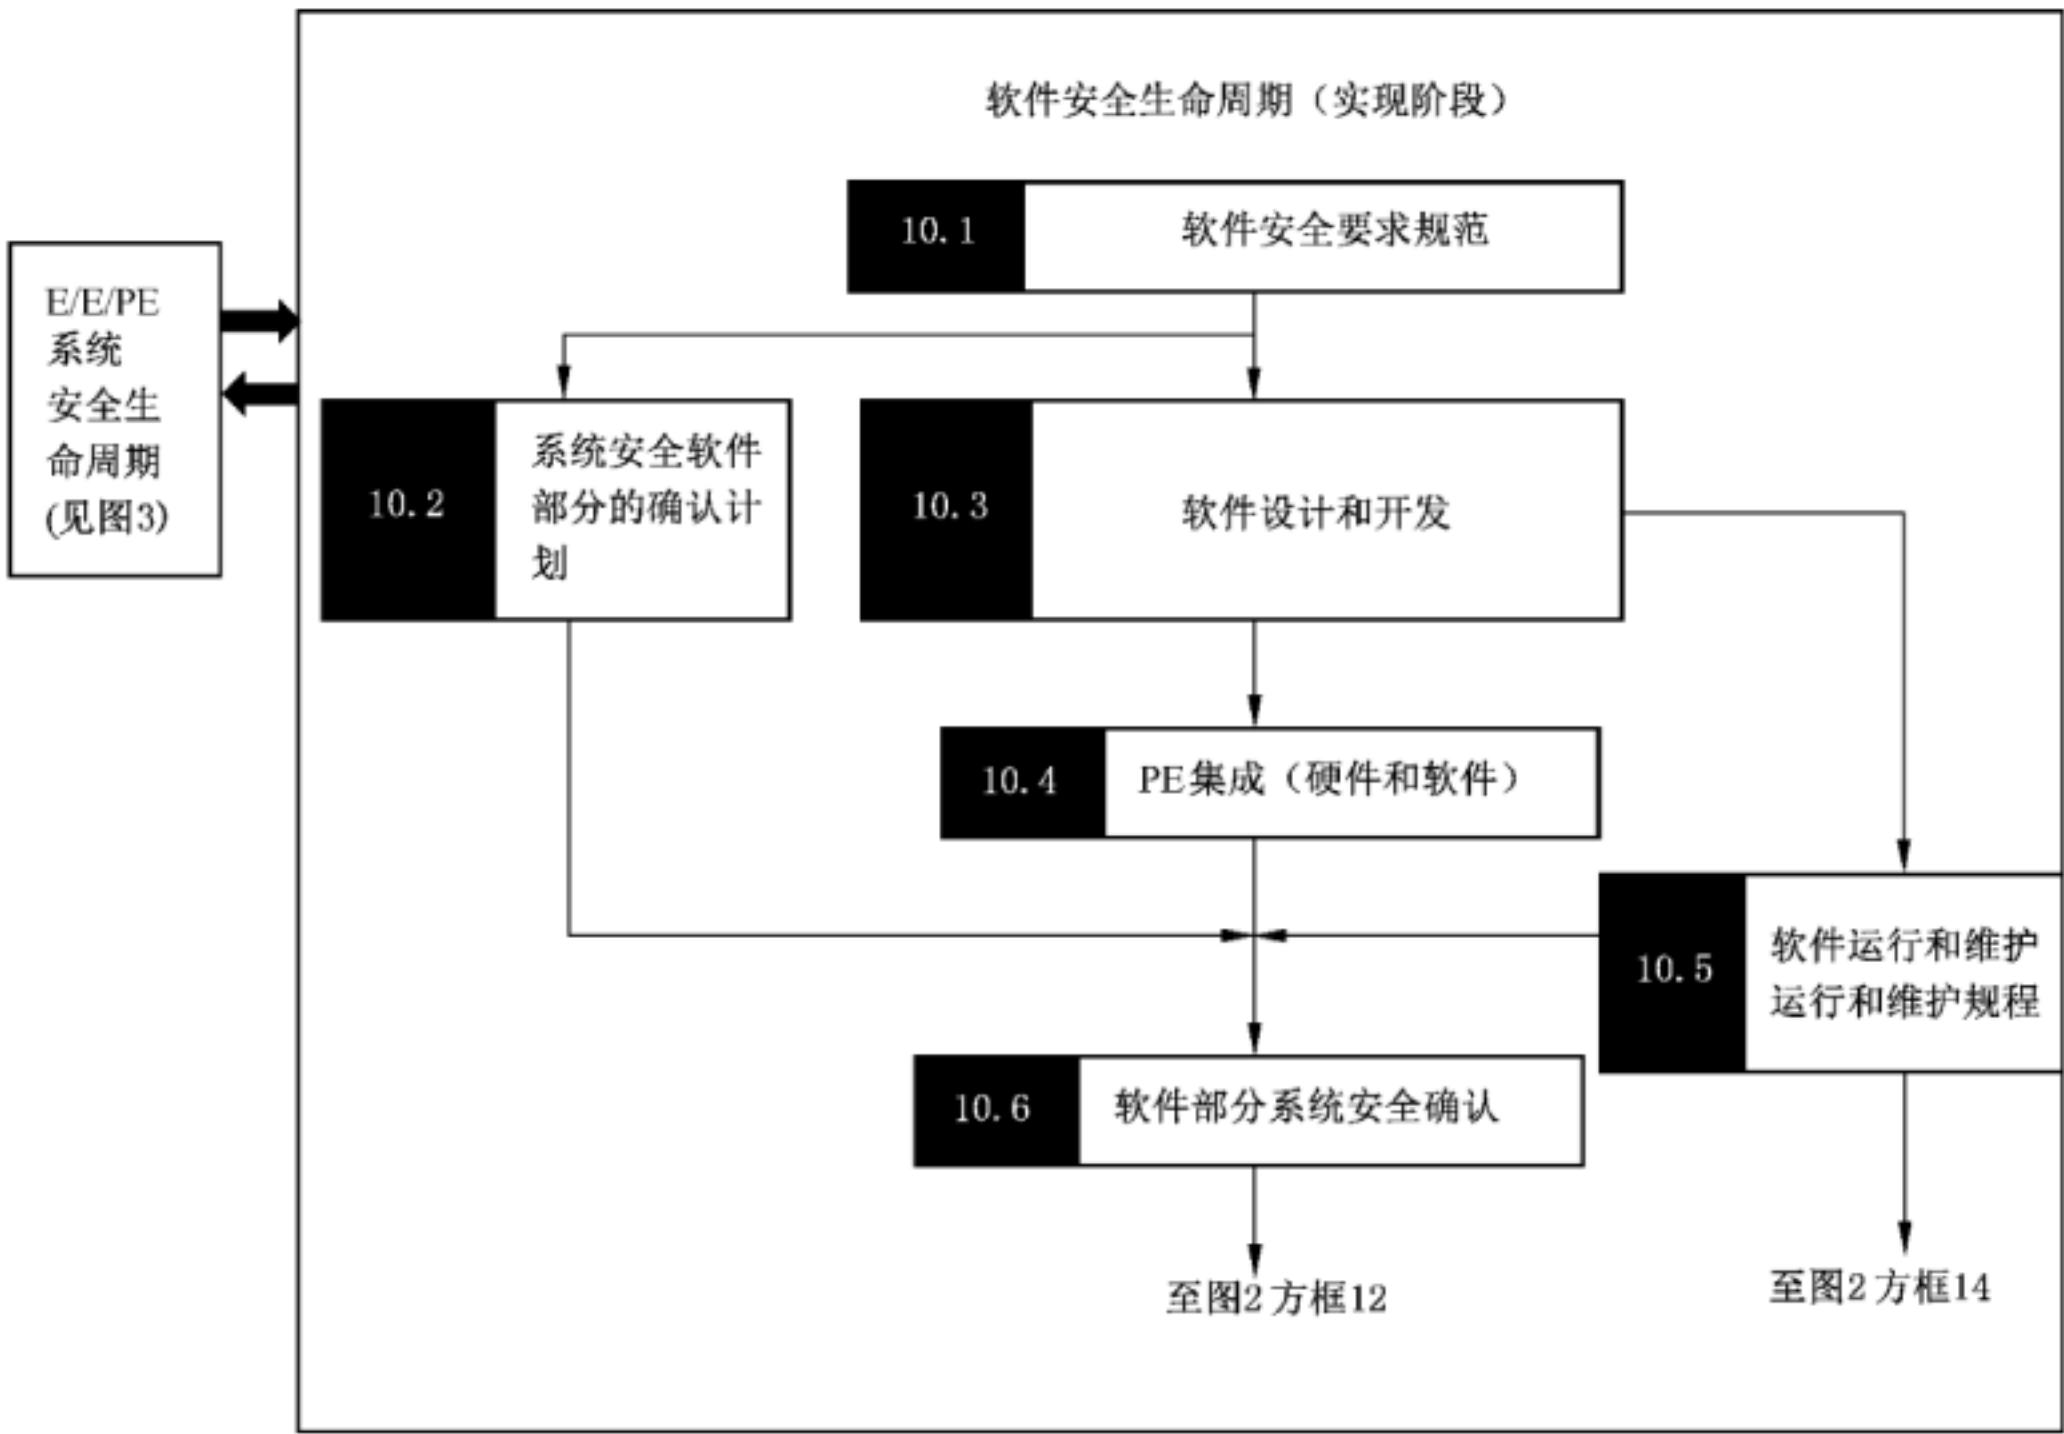 软件安全生命周期（实现阶段）
10.1
软件安全要求规范
E/E/PE
系统
安全生
命周期
(见图3)
10.2
系统安全软件
部分的确认计
划
10.3
软件设计和开发
10.4
PE集成（硬件和软件）
10.5
软件运行和维护
运行和维护规程
10.6
软件部分系统安全确认
至图2方框12
至图2方框14